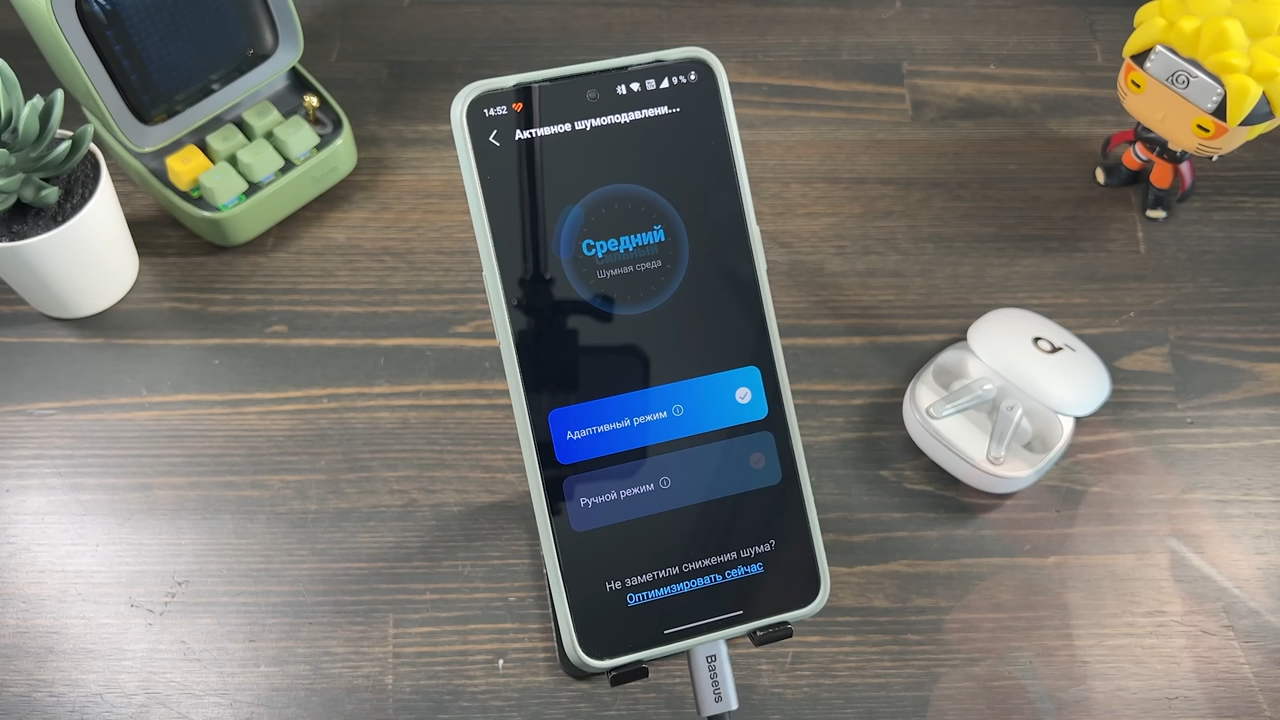 14:52
9 %
Активное шумоподавлени...
Средний
Сильный
Шумная среда
Адаптивный режим
Ручной режим
Не заметили снижения шума?
Оптимизировать сейчас
Baseus